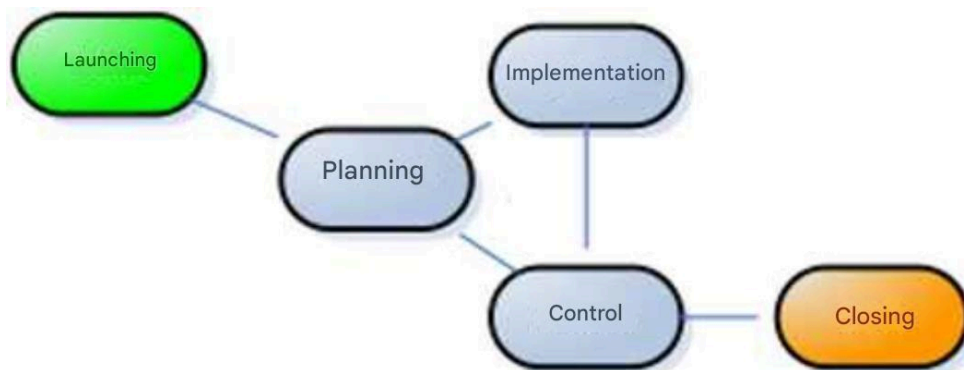 Launching
Implementation
Planning
Control
Closing